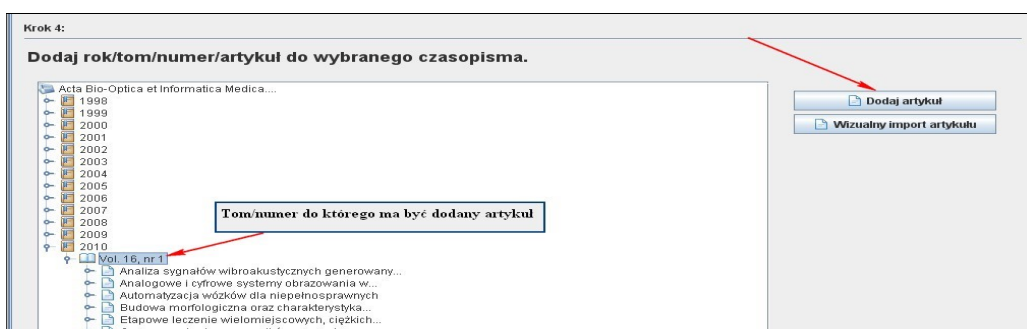 Krok 4:
Dodaj rok/tom/numer/artykuł do wybranego czasopisma.
Acta Bio-Optica et Informatica Medica....
1998
1999
2000
2001
2002
2003
2004
2005
2006
2007
2008
2009
2010
Vol. 16, nr 1
Analiza sygnałów wibroakustycznych generowany...
Analogowe i cyfrowe systemy obrazowania w...
Automatyzacja wózków dla niepełnosprawnych
Budowa morfologiczna oraz charakterystyka...
Etapowe leczenie wielomiejscowych, ciężkich...
Tom/numer do którego ma być dodany artykuł
Dodaj artykuł
Wizualny import artykułu